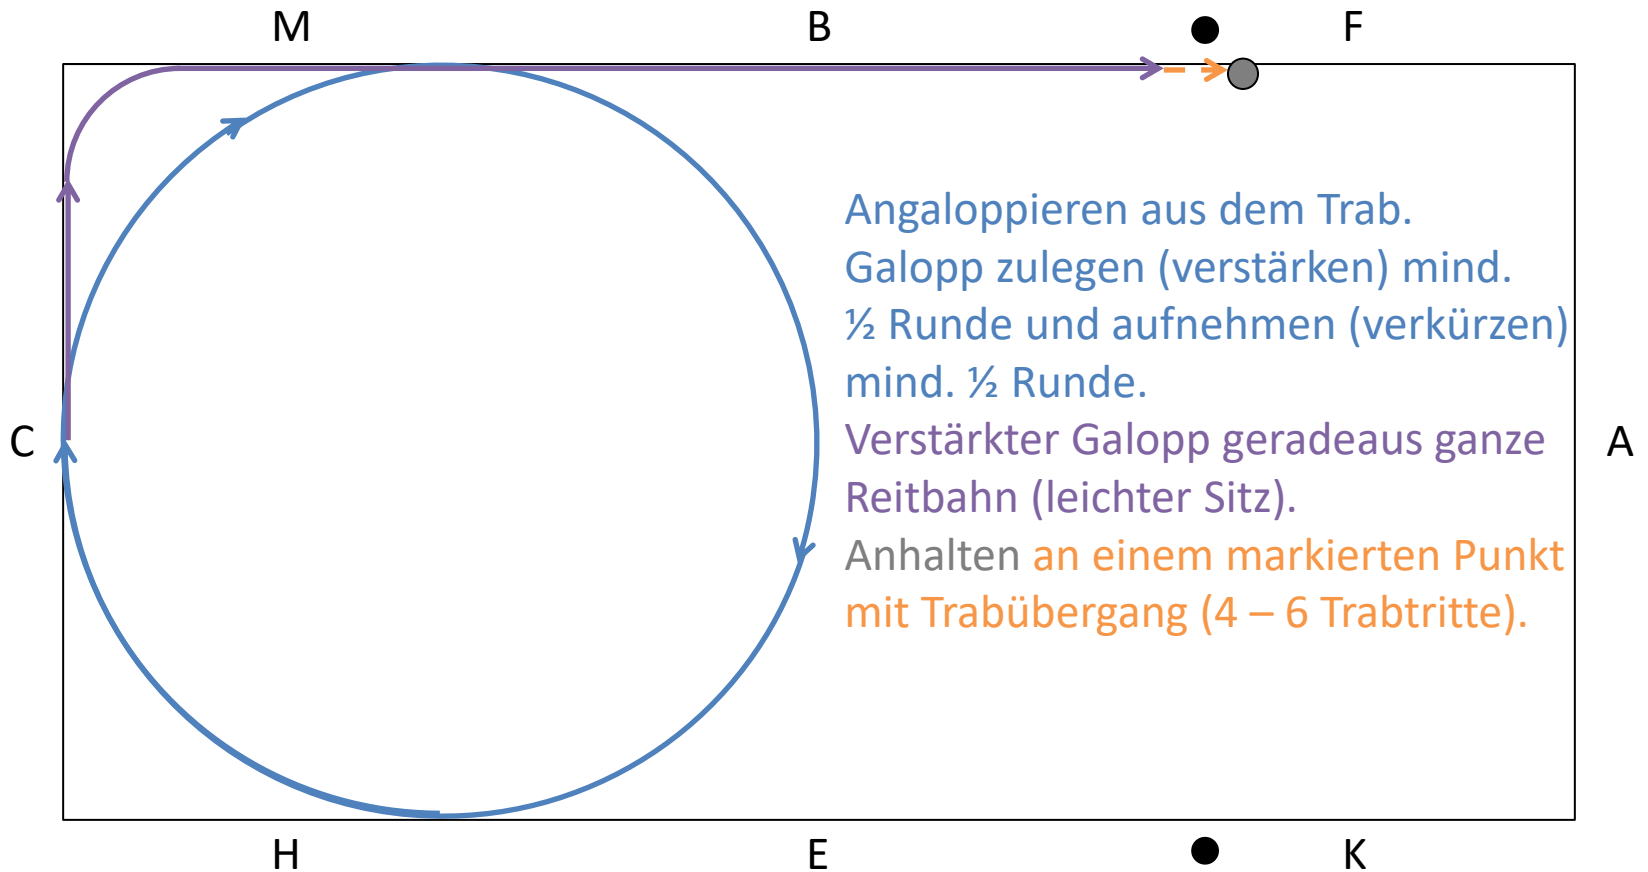 M B F
Angaloppieren aus dem Trab.
Galopp zulegen (verstärken) mind.
½ Runde und aufnehmen (verkürzen)
mind. ½ Runde.
C Verstärkter Galopp geradeaus ganze A
Reitbahn (leichter Sitz).
Anhalten an einem markierten Punkt
mit Trabübergang (4 – 6 Trabtritte).
H E K